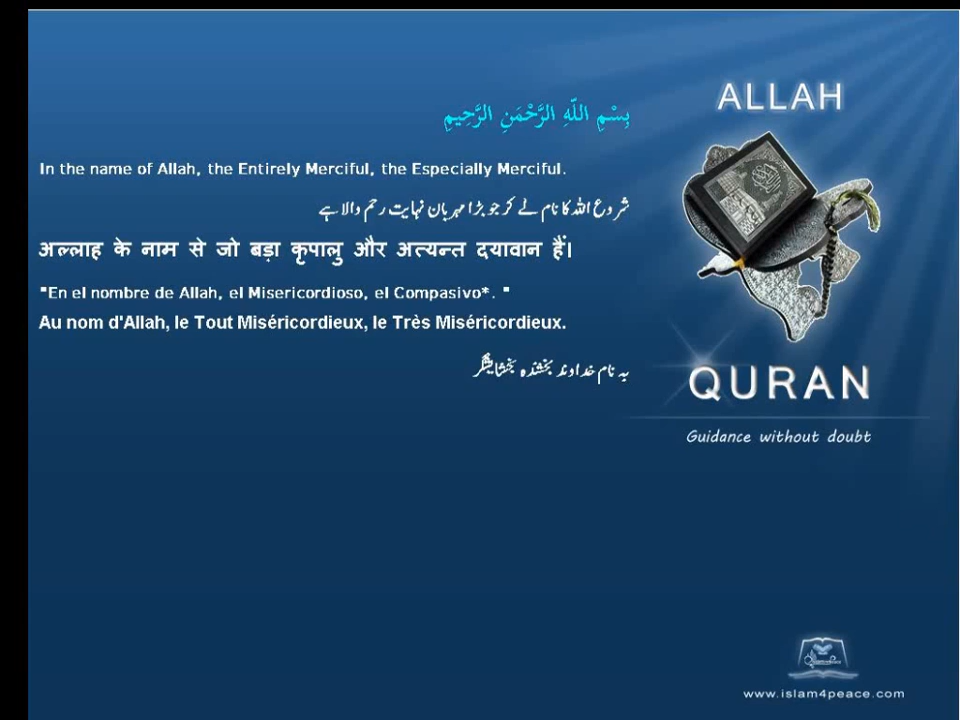 بِسْمِ اللّهِ الرَّحْمَنِ الرَّحِيمِ
In the name of Allah, the Entirely Merciful, the Especially Merciful.
شروع الله کا نام لے کر جو بڑا مہربان نہایت رحم والا ہے
अल्लाह के नाम से जो बड़ा कृपालु और अत्यन्त दयावान हैं।
"En el nombre de Allah, el Misericordioso, el Compasivo*. "
Au nom d'Allah, le Tout Miséricordieux, le Très Miséricordieux.
به نام خداوند بخشنده بخشایشگر
ALLAH
QURAN
Guidance without doubt
www.islam4peace.com